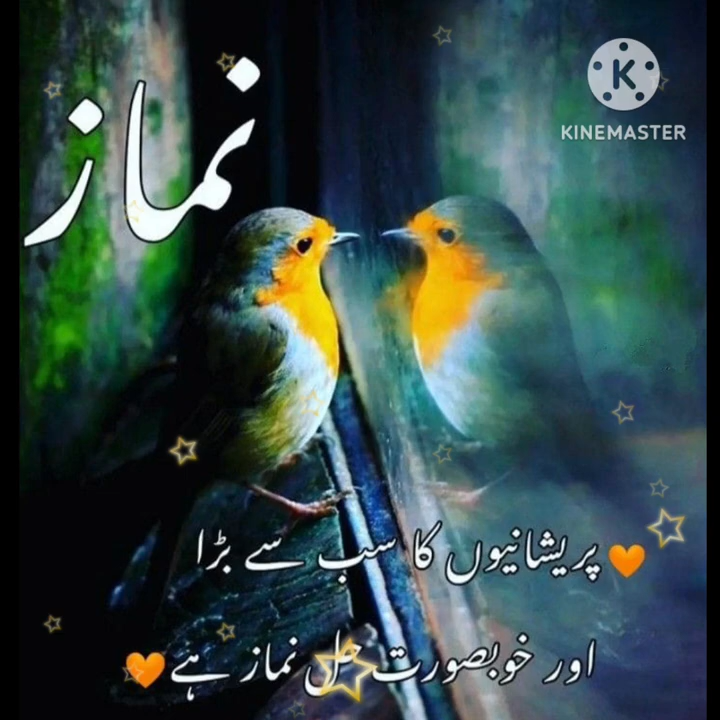 نماز
KINEMASTER
🧡 پریشانیوں کا سب سے بڑا
اور خوبصورت حل نماز ہے 🧡